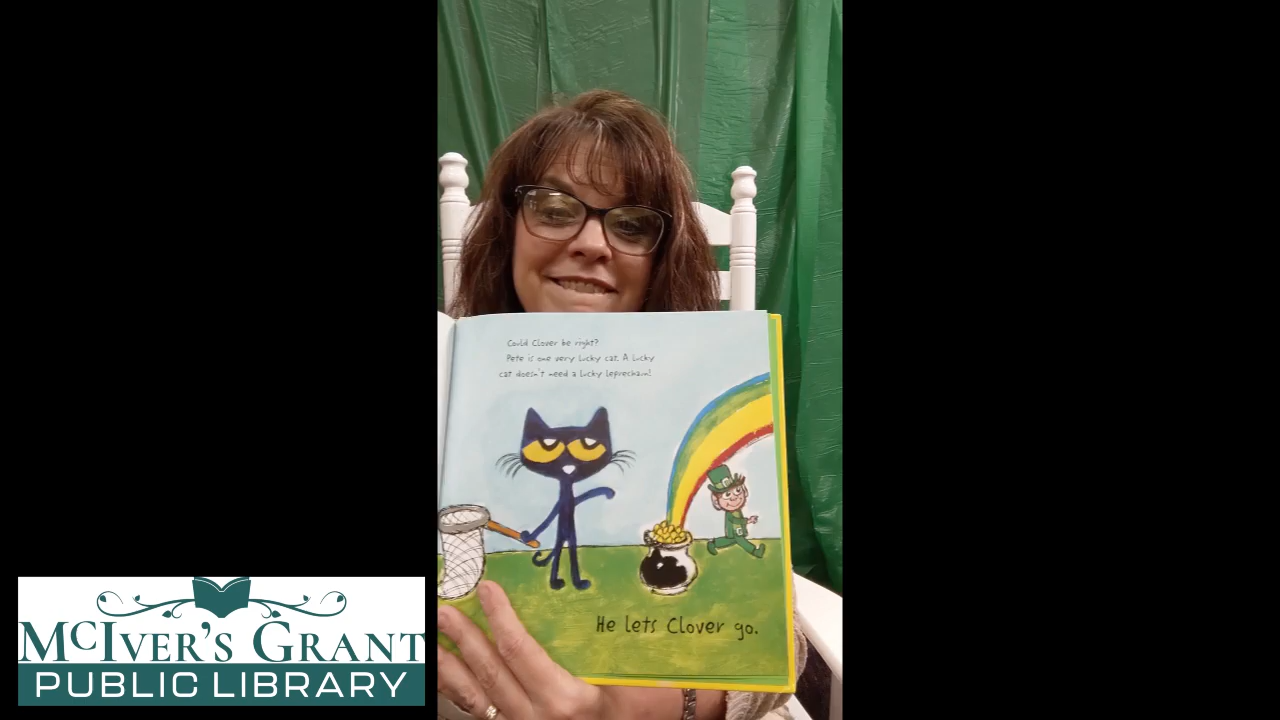 Could Clover be right?
Pete is one very lucky cat. A lucky
cat doesn't need a lucky leprechaun!
He lets Clover go.
McIver's Grant
PUBLIC LIBRARY